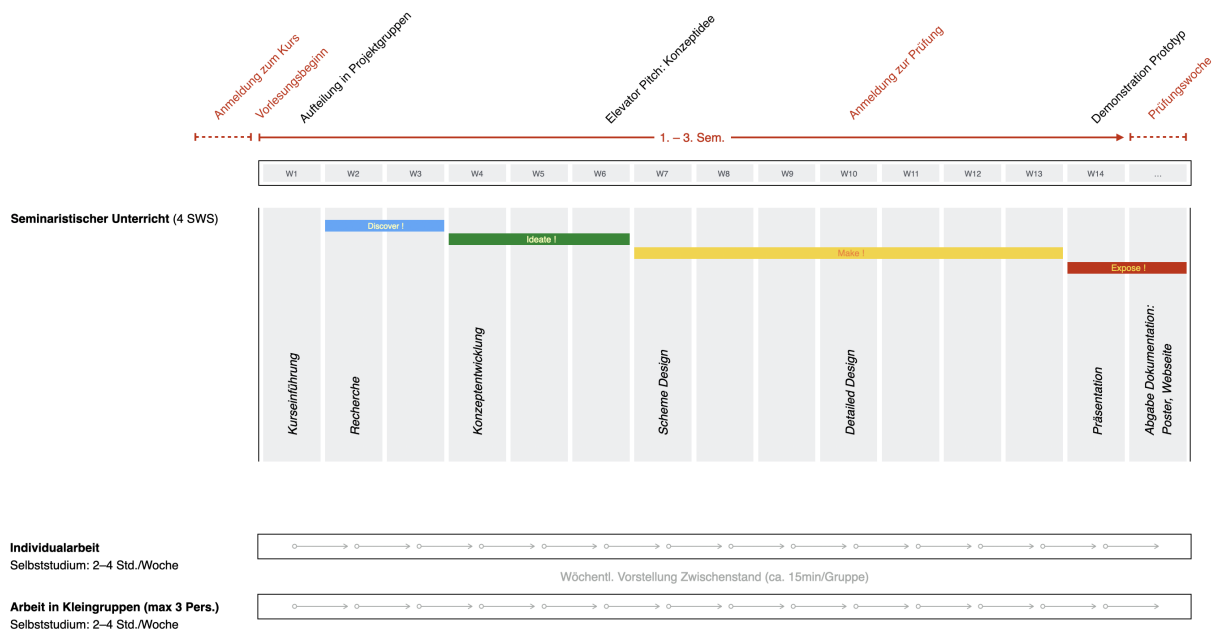 Anmeldung zum Kurs
Vorlesungsbeginn
Aufteilung in Projektgruppen
Elevator Pitch: Konzeptidee
Anmeldung zur Prüfung
Demonstration Prototyp
Prüfungswoche
1. – 3. Sem.
W1 W2 W3 W4 W5 W6 W7 W8 W9 W10 W11 W12 W13 W14 ...
Seminaristischer Unterricht (4 SWS)
Discover !
Ideate !
Make !
Expose !
Kurseinführung
Recherche
Konzeptentwicklung
Scheme Design
Detailed Design
Präsentation
Abgabe Dokumentation:
Poster, Webseite
Individualarbeit
Selbststudium: 2–4 Std./Woche
Wöchentl. Vorstellung Zwischenstand (ca. 15min/Gruppe)
Arbeit in Kleingruppen (max 3 Pers.)
Selbststudium: 2–4 Std./Woche